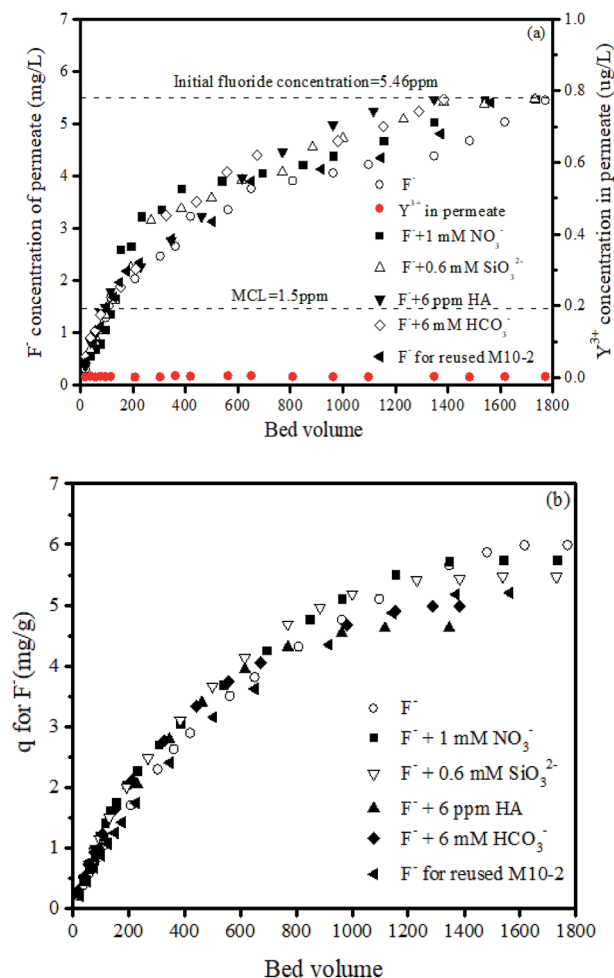 (a)
Initial fluoride concentration=5.46ppm
MCL=1.5ppm
F⁻
Y³⁺ in permeate
F⁻+1 mM NO₃⁻
F⁻+0.6 mM SiO₃²⁻
F⁻+6 ppm HA
F⁻+6 mM HCO₃⁻
F⁻ for reused M10-2
F⁻ concentration of permeate (mg/L)
7
6
5
4
3
2
1
0
Y³⁺ concentration in permeate (ug/L)
1.0
0.8
0.6
0.4
0.2
0.0
0 200 400 600 800 1000 1200 1400 1600 1800
Bed volume
(b)
q for F⁻(mg/g)
7
6
5
4
3
2
1
0
F⁻
F⁻ + 1 mM NO₃⁻
F⁻ + 0.6 mM SiO₃²⁻
F⁻ + 6 ppm HA
F⁻ + 6 mM HCO₃⁻
F⁻ for reused M10-2
0 200 400 600 800 1000 1200 1400 1600 1800
Bed volume